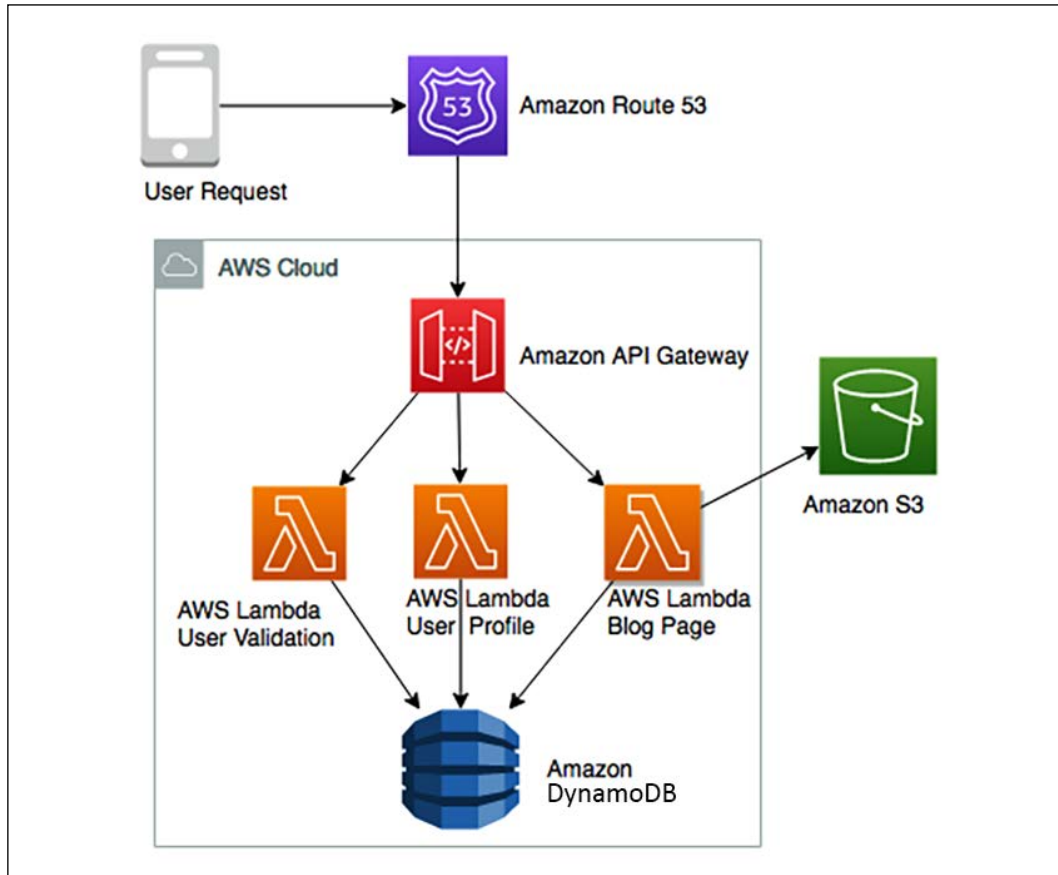 53
Amazon Route 53
User Request
AWS Cloud
</>
Amazon API Gateway
Amazon S3
AWS Lambda
User Validation
AWS Lambda
User Profile
AWS Lambda
Blog Page
Amazon
DynamoDB